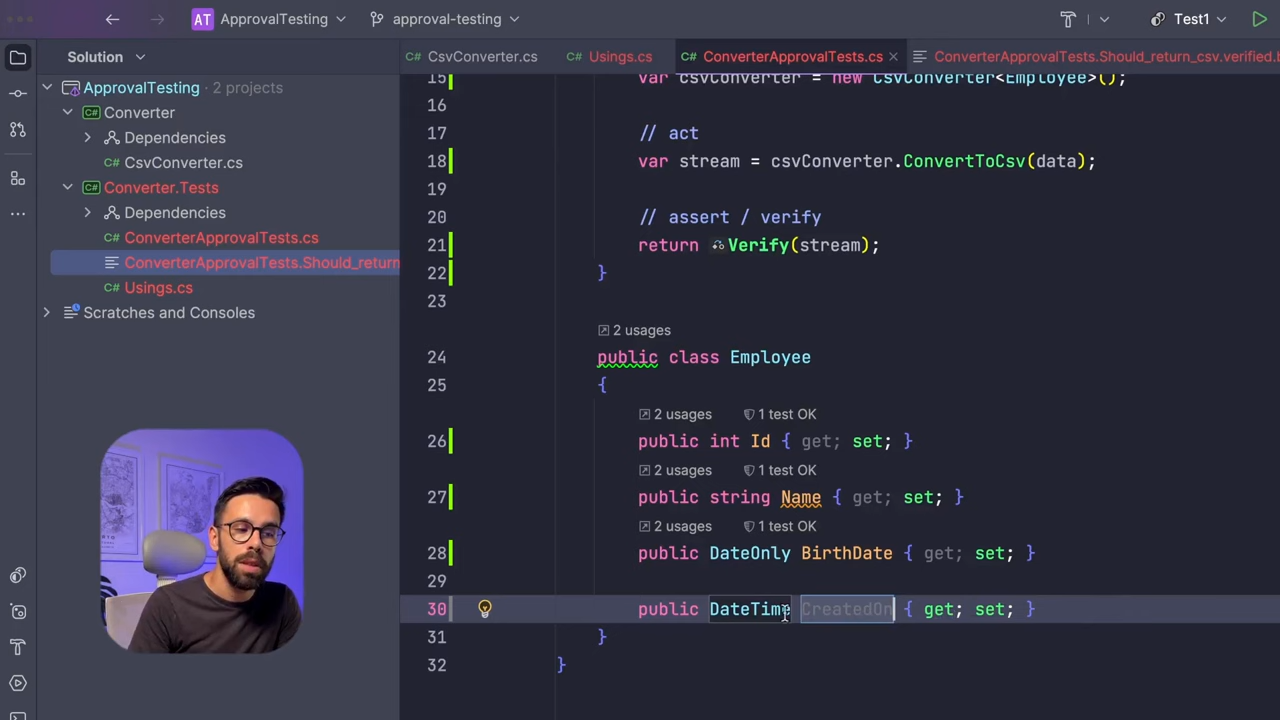 AT ApprovalTesting approval-testing Test1
Solution
CsvConverter.cs Usings.cs ConverterApprovalTests.cs ConverterApprovalTests.Should_return_csv.verified.
ApprovalTesting 2 projects
Converter
Dependencies
C# CsvConverter.cs
Converter.Tests
Dependencies
C# ConverterApprovalTests.cs
ConverterApprovalTests.Should_return
C# Usings.cs
Scratches and Consoles
15 var csvConverter = new CsvConverter<Employee>();
16
17 // act
18 var stream = csvConverter.ConvertToCsv(data);
19
20 // assert / verify
21 return Verify(stream);
22 }
23
2 usages
24 public class Employee
25 {
2 usages 1 test OK
26 public int Id { get; set; }
2 usages 1 test OK
27 public string Name { get; set; }
2 usages 1 test OK
28 public DateOnly BirthDate { get; set; }
29
30 public DateTime CreatedOn { get; set; }
31 }
32 }